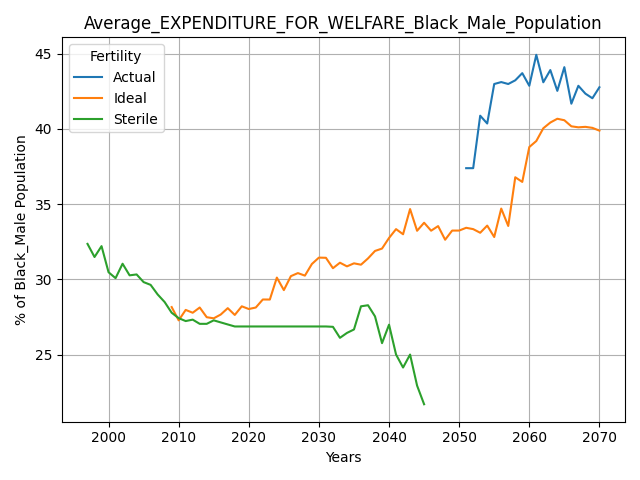 Average_EXPENDITURE_FOR_WELFARE_Black_Male_Population
Fertility
Actual
Ideal
Sterile
% of Black_Male Population
45
40
35
30
25
2000 2010 2020 2030 2040 2050 2060 2070
Years